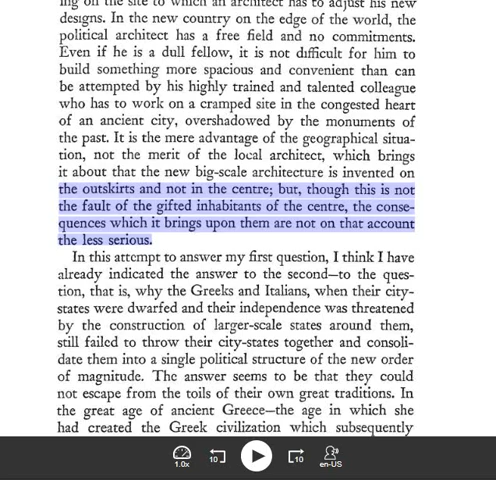 ing on the site to which an architect has to adjust his new
designs. In the new country on the edge of the world, the
political architect has a free field and no commitments.
Even if he is a dull fellow, it is not difficult for him to
build something more spacious and convenient than can
be attempted by his highly trained and talented colleague
who has to work on a cramped site in the congested heart
of an ancient city, overshadowed by the monuments of
the past. It is the mere advantage of the geographical situa-
tion, not the merit of the local architect, which brings
it about that the new big-scale architecture is invented on
the outskirts and not in the centre; but, though this is not
the fault of the gifted inhabitants of the centre, the conse-
quences which it brings upon them are not on that account
the less serious.
In this attempt to answer my first question, I think I have
already indicated the answer to the second—to the ques-
tion, that is, why the Greeks and Italians, when their city-
states were dwarfed and their independence was threatened
by the construction of larger-scale states around them,
still failed to throw their city-states together and consoli-
date them into a single political structure of the new order
of magnitude. The answer seems to be that they could
not escape from the toils of their own great traditions. In
the great age of ancient Greece—the age in which she
had created the Greek civilization which subsequently
1.0x 10 10 en-US